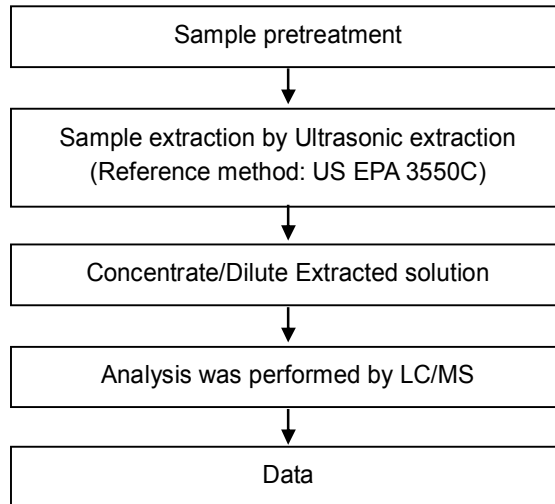 Sample pretreatment
Sample extraction by Ultrasonic extraction
(Reference method: US EPA 3550C)
Concentrate/Dilute Extracted solution
Analysis was performed by LC/MS
Data